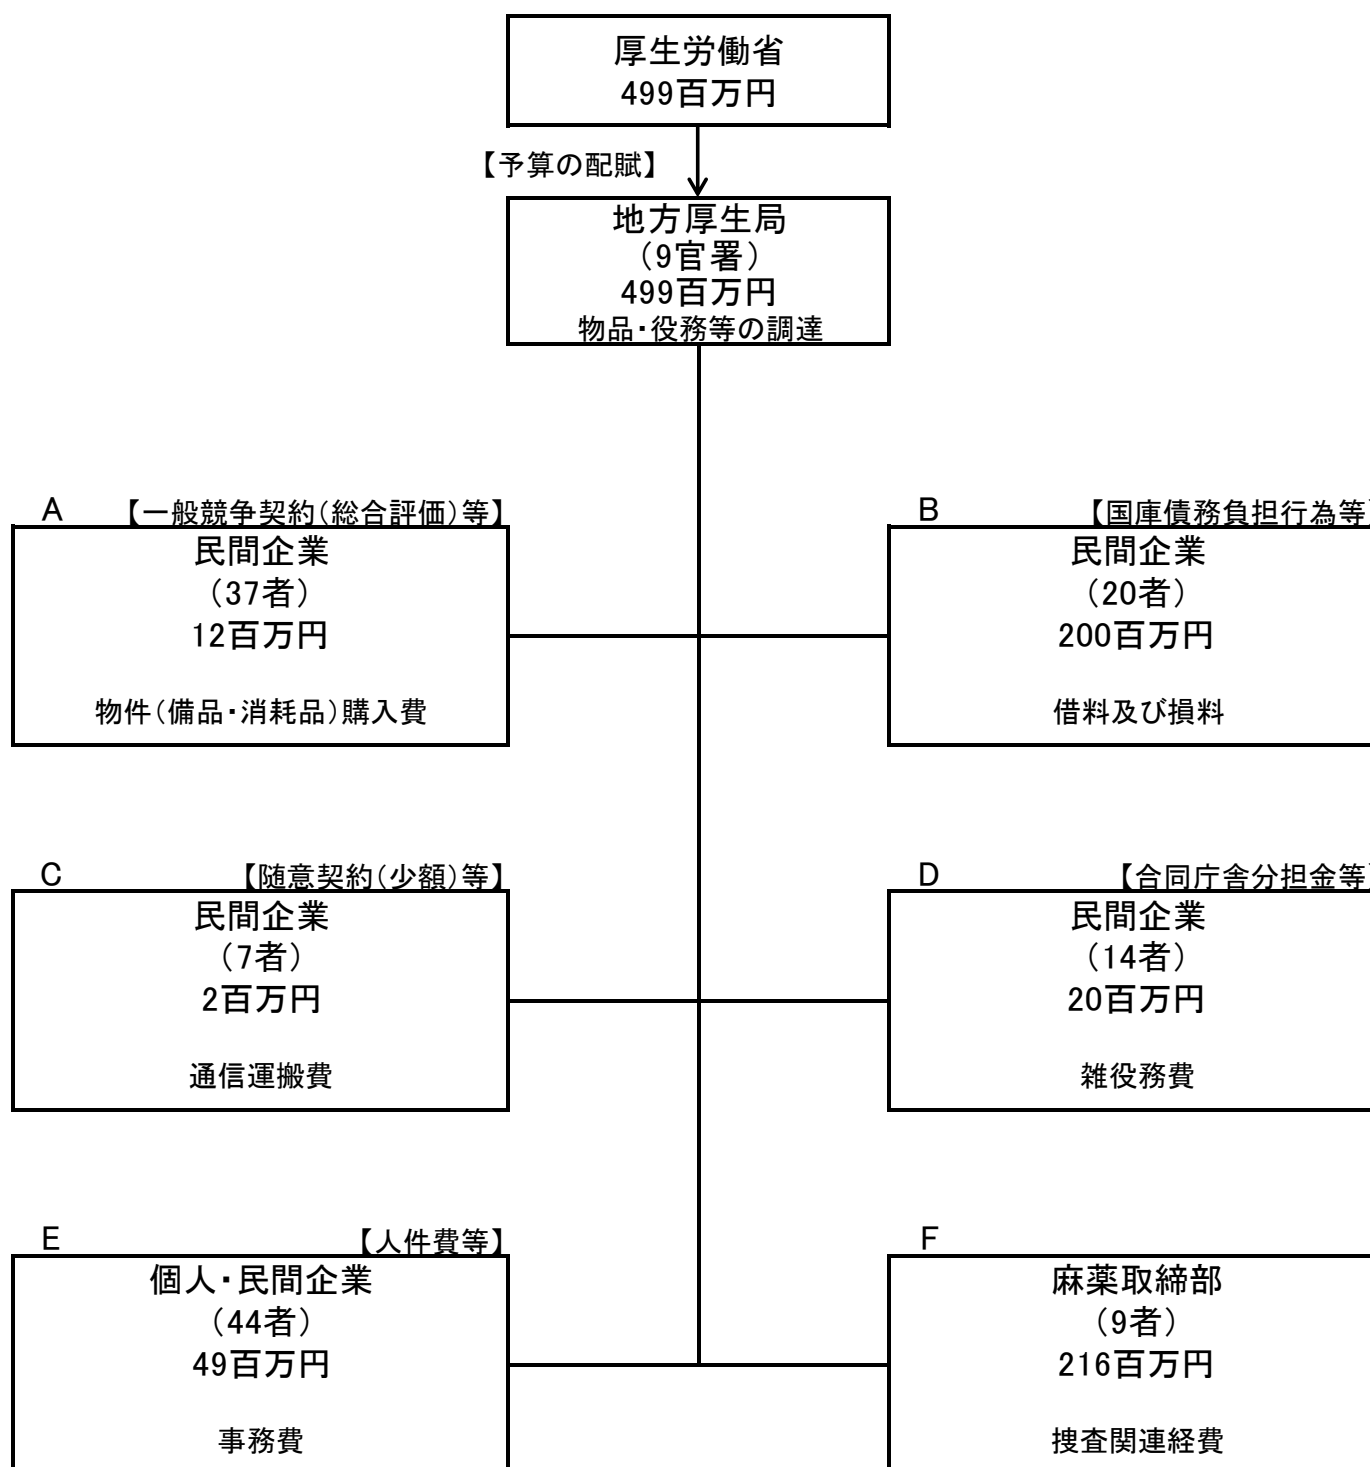 厚生労働省
499百万円
【予算の配賦】
地方厚生局
（9官署）
499百万円
物品・役務等の調達
A 【一般競争契約（総合評価）等】
民間企業
（37者）
12百万円
物件（備品・消耗品）購入費
B 【国庫債務負担行為等】
民間企業
（20者）
200百万円
借料及び損料
C 【随意契約（少額）等】
民間企業
（7者）
2百万円
通信運搬費
D 【合同庁舎分担金等】
民間企業
（14者）
20百万円
雑役務費
E 【人件費等】
個人・民間企業
（44者）
49百万円
事務費
F
麻薬取締部
（9者）
216百万円
捜査関連経費